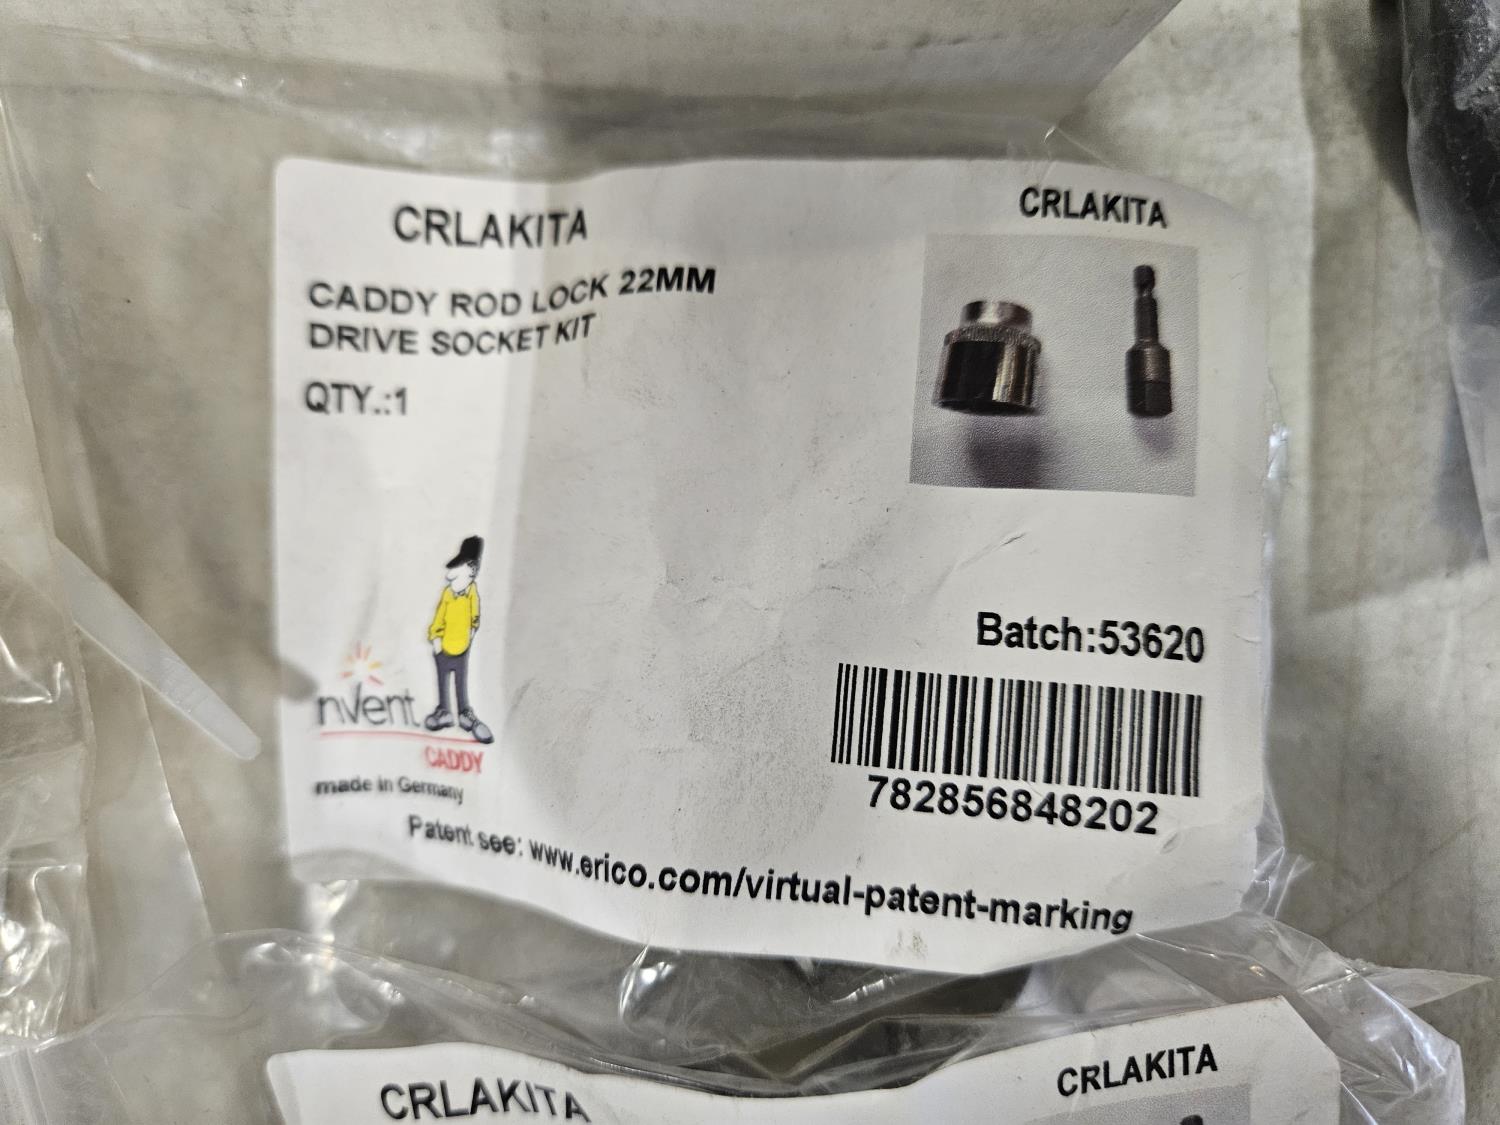 CRLAKITA
CRLAKITA
CADDY ROD LOCK 22MM
DRIVE SOCKET KIT
QTY.:1
Batch:53620
782856848202
nVent
CADDY
made in Germany
Patent see: www.erico.com/virtual-patent-marking
CRLAKITA
CRLAKITA